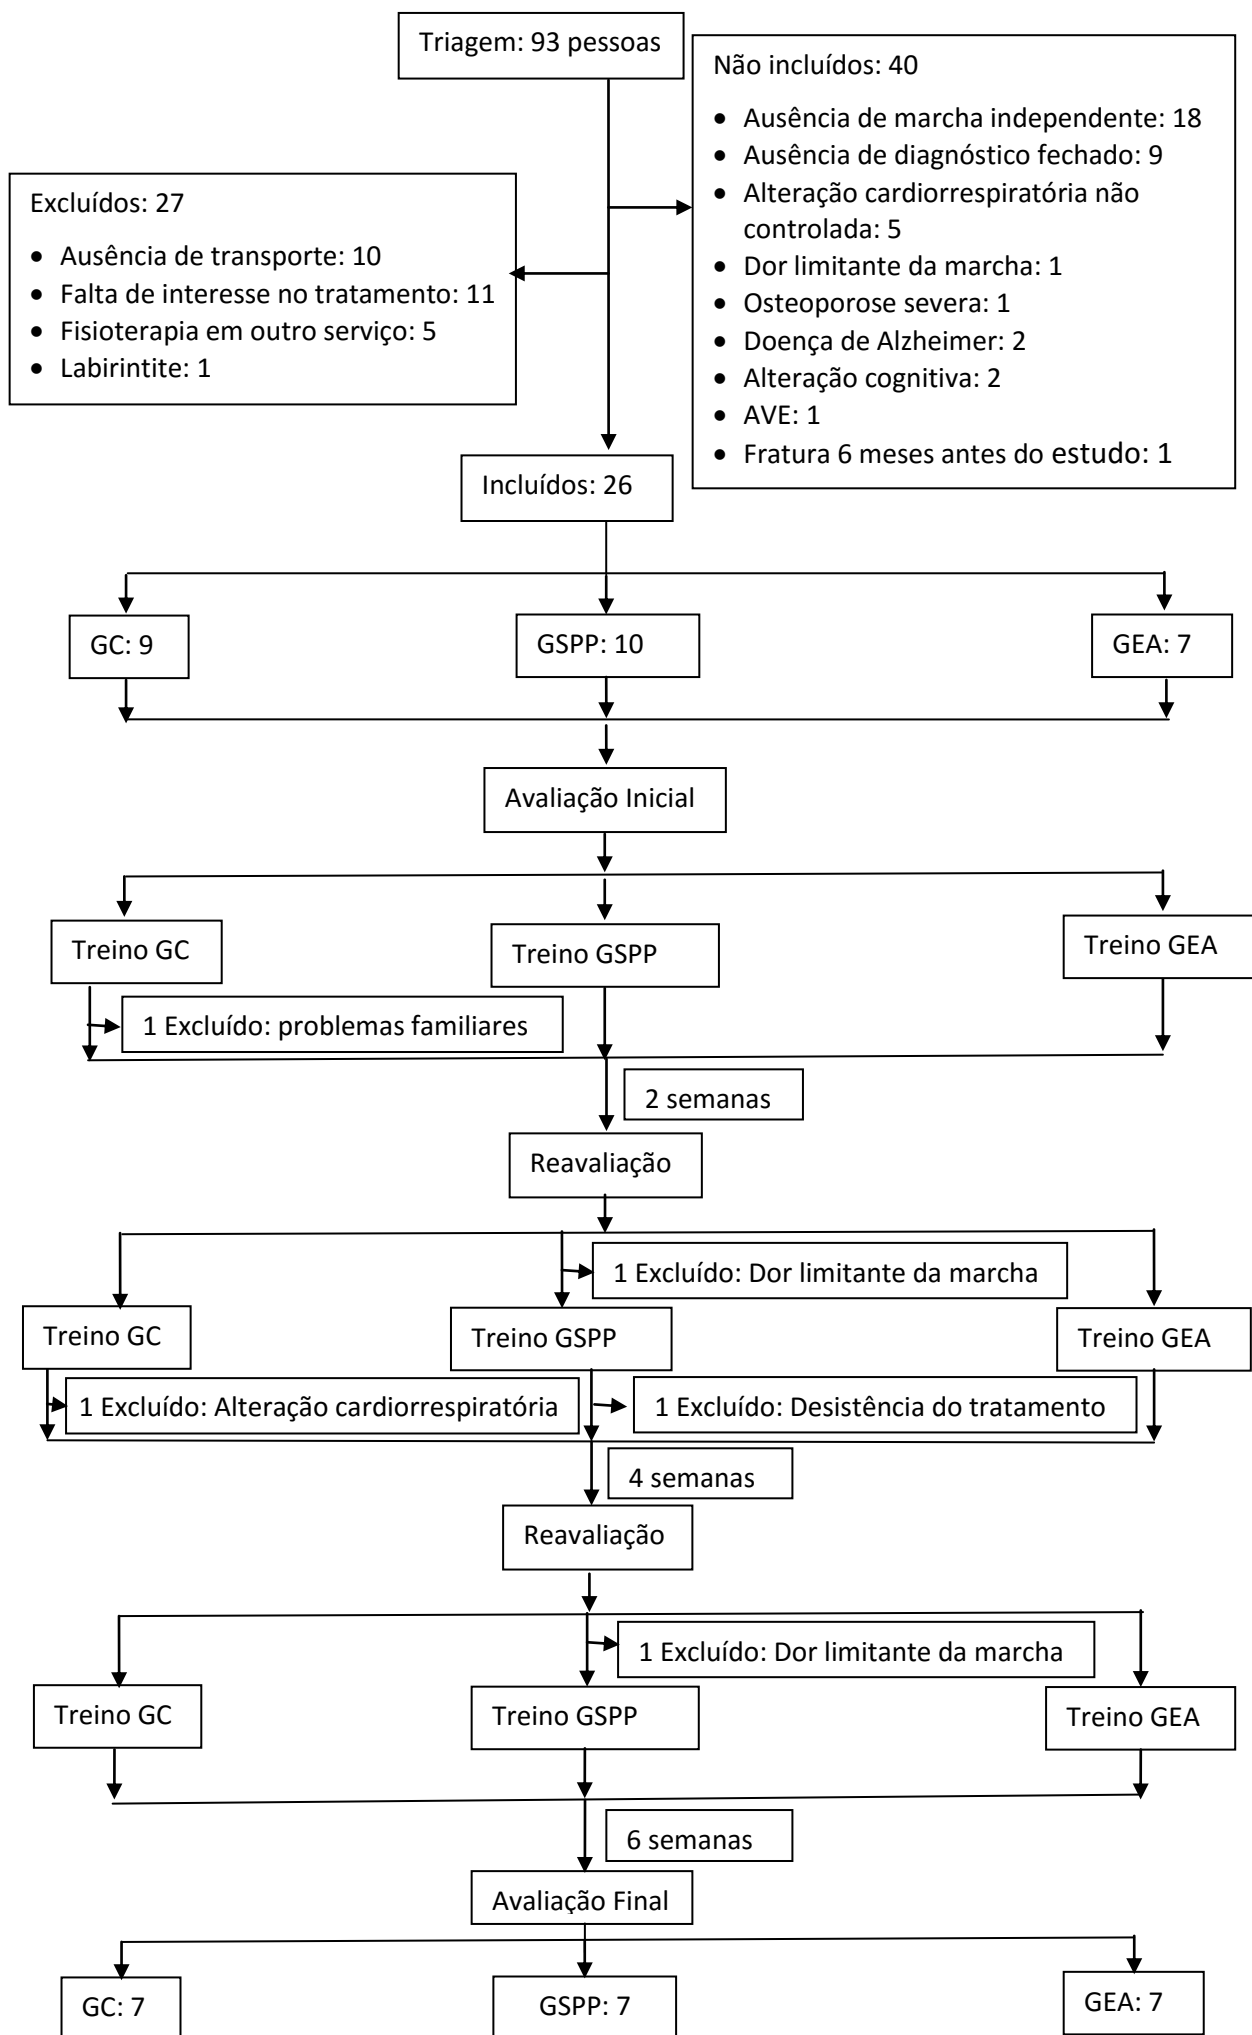 Triagem: 93 pessoas
Não incluídos: 40
• Ausência de marcha independente: 18
• Ausência de diagnóstico fechado: 9
• Alteração cardiorrespiratória não
controlada: 5
• Dor limitante da marcha: 1
• Osteoporose severa: 1
• Doença de Alzheimer: 2
• Alteração cognitiva: 2
• AVE: 1
• Fratura 6 meses antes do estudo: 1
Excluídos: 27
• Ausência de transporte: 10
• Falta de interesse no tratamento: 11
• Fisioterapia em outro serviço: 5
• Labirintite: 1
Incluídos: 26
GC: 9
GSPP: 10
GEA: 7
Avaliação Inicial
Treino GC
Treino GSPP
Treino GEA
1 Excluído: problemas familiares
2 semanas
Reavaliação
1 Excluído: Dor limitante da marcha
Treino GC
Treino GSPP
Treino GEA
1 Excluído: Alteração cardiorrespiratória
1 Excluído: Desistência do tratamento
4 semanas
Reavaliação
1 Excluído: Dor limitante da marcha
Treino GC
Treino GSPP
Treino GEA
6 semanas
Avaliação Final
GC: 7
GSPP: 7
GEA: 7